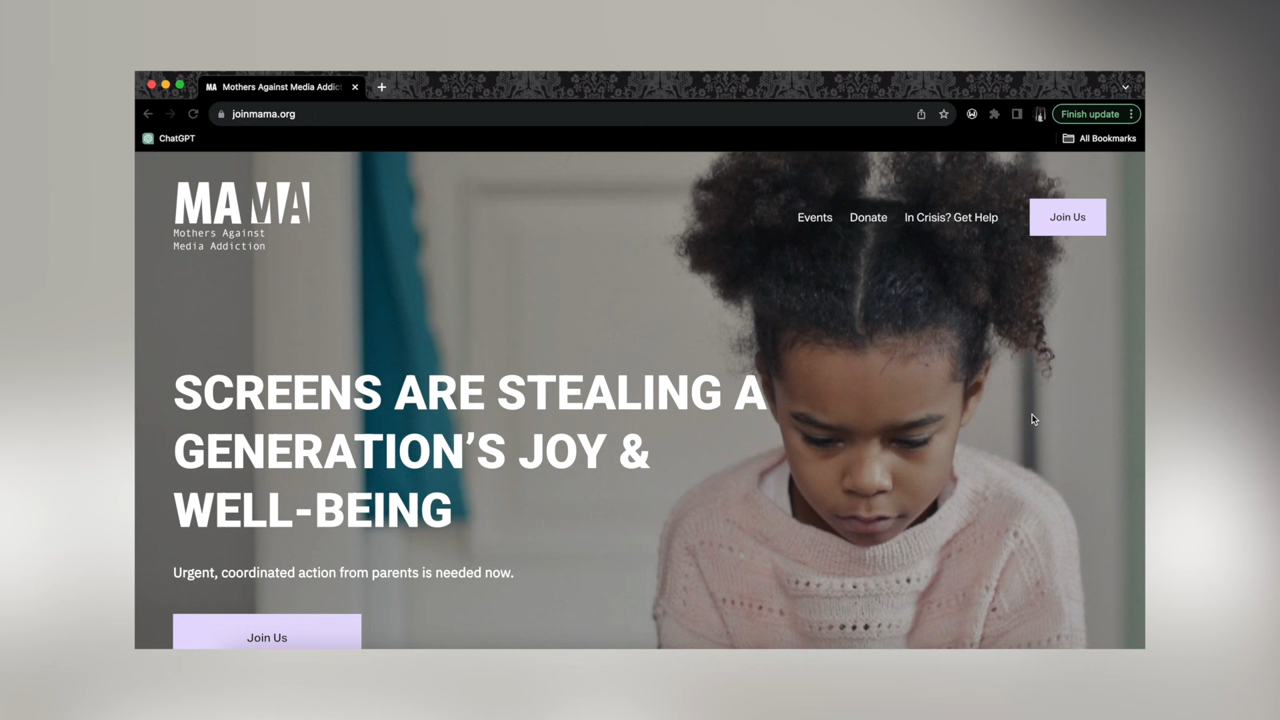 MA Mothers Against Media Addic
joinmama.org
Finish update
ChatGPT
All Bookmarks
MAMA
Mothers Against
Media Addiction
Events Donate In Crisis? Get Help Join Us
SCREENS ARE STEALING A
GENERATION’S JOY &
WELL-BEING
Urgent, coordinated action from parents is needed now.
Join Us